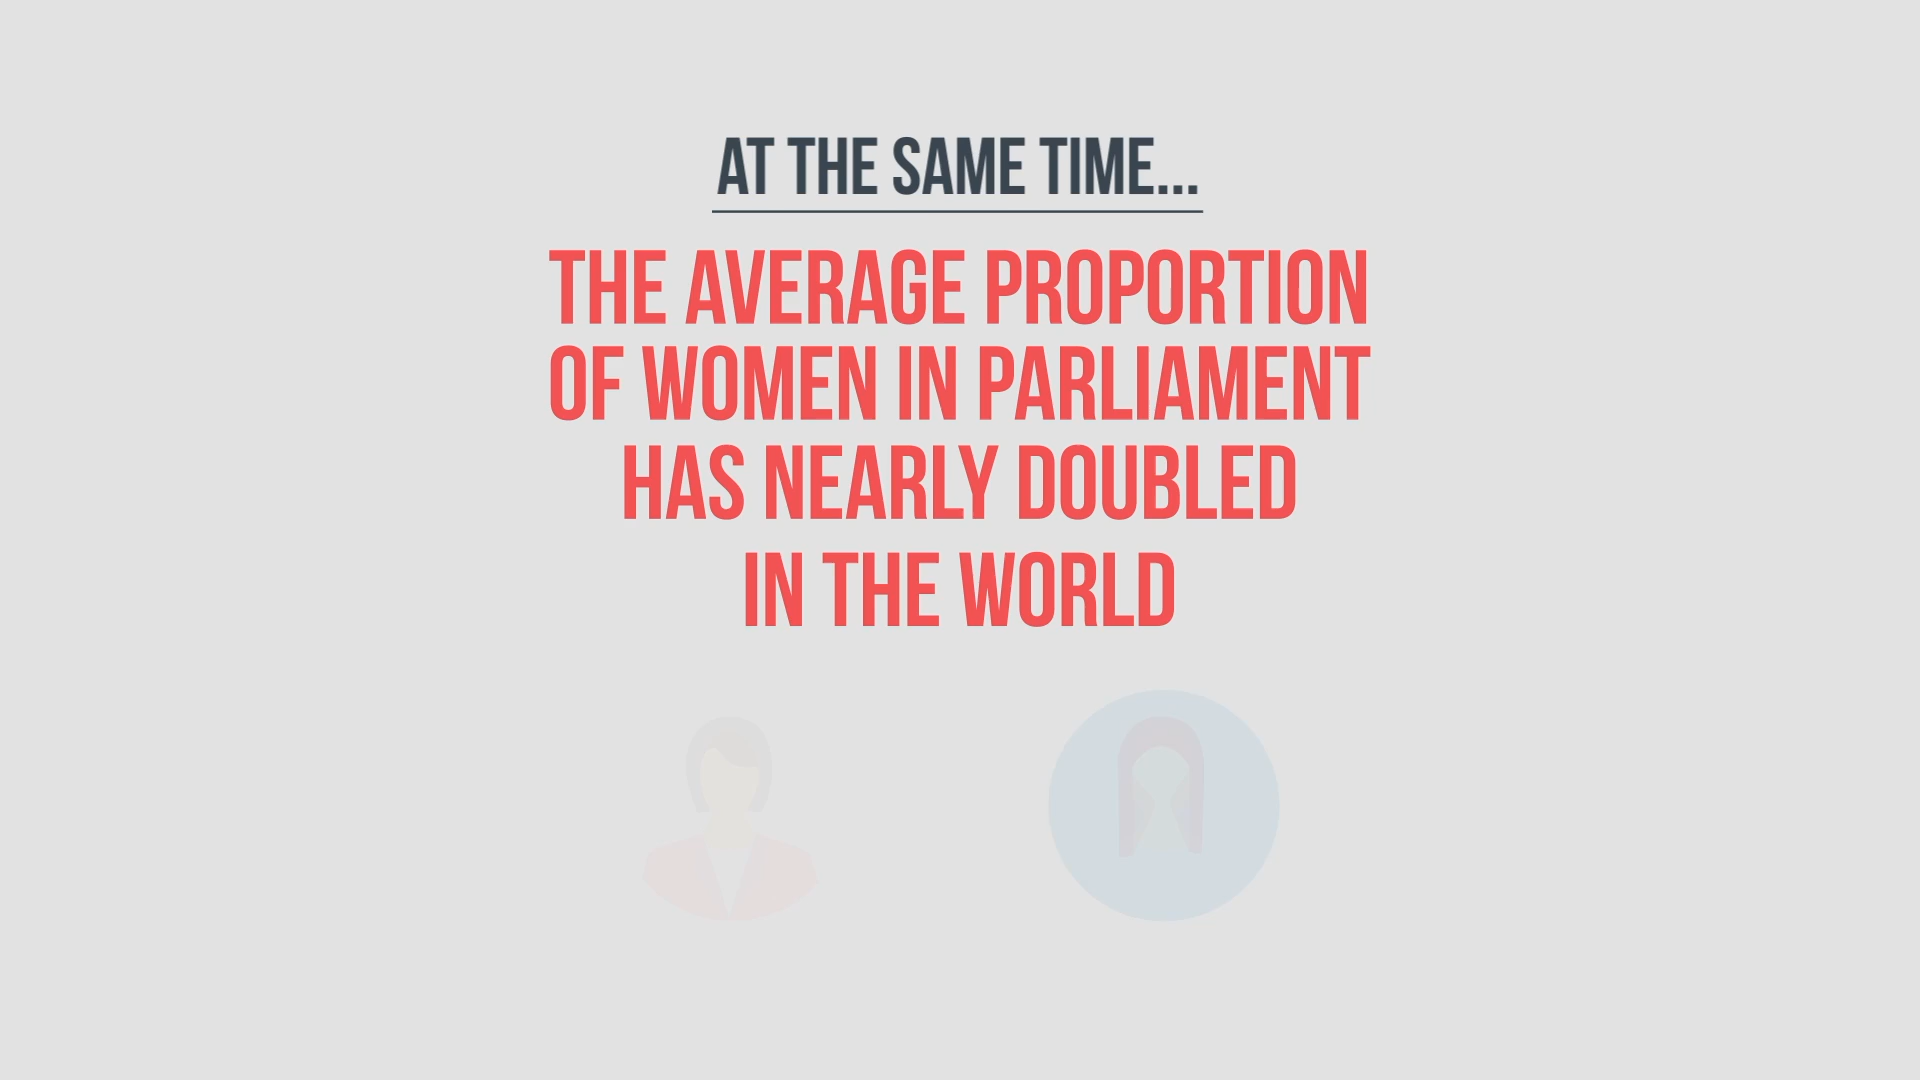 AT THE SAME TIME...
THE AVERAGE PROPORTION
OF WOMEN IN PARLIAMENT
HAS NEARLY DOUBLED
IN THE WORLD